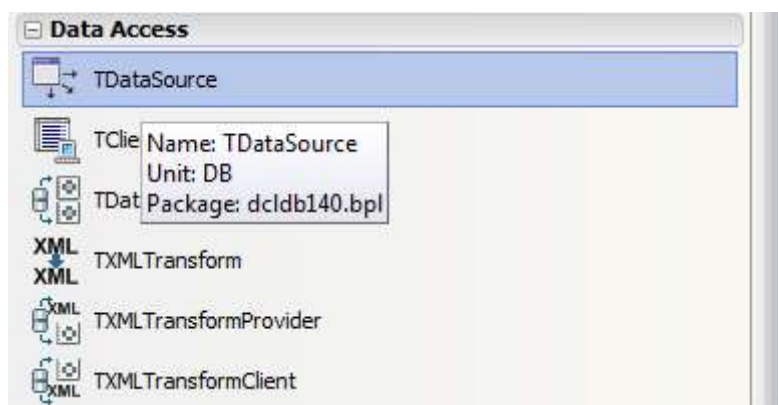 Data Access
TDataSource
TClie
Name: TDataSource
Unit: DB
TDat
Package: dcldb140.bpl
XML
XML
TXMLTransform
XML
TXMLTransformProvider
XML
TXMLTransformClient